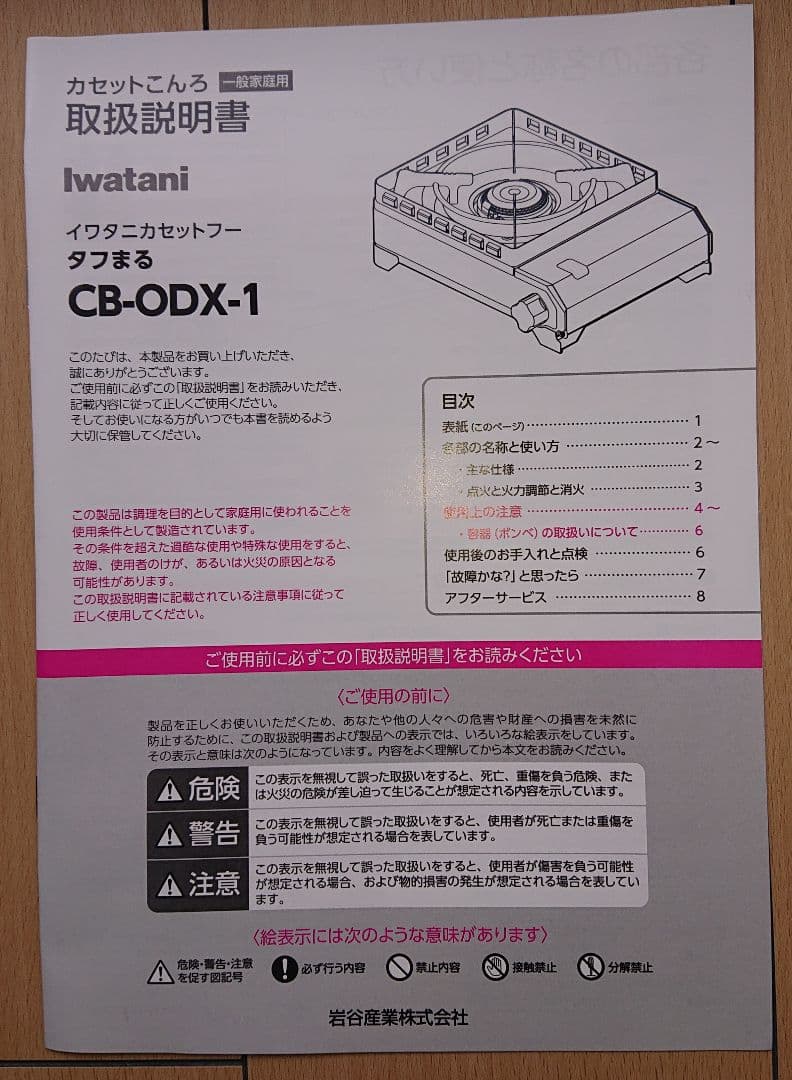 カセットこんろ 一般家庭用
取扱説明書
Iwatani
イワタニカセットフー
タフまる
CB-ODX-1
このたびは、本製品をお買い上げいただき、
誠にありがとうございます。
ご使用前に必ずこの「取扱説明書」をお読みいただき、
記載内容に従って正しくご使用ください。
そしてお使いになる方がいつでも本書を読めるよう
大切に保管してください。
この製品は調理を目的として家庭用に使われることを
使用条件として製造されています。
その条件を超えた過酷な使用や特殊な使用をすると、
故障、使用者のけが、あるいは火災の原因となる
可能性があります。
この取扱説明書に記載されている注意事項に従って
正しく使用してください。
目次
表紙(このページ)⋯⋯⋯⋯⋯⋯ 1
各部の名称と使い方⋯⋯⋯⋯⋯⋯ 2～
・主な仕様⋯⋯⋯⋯⋯⋯ 2
・点火と火力調節と消火⋯⋯⋯⋯⋯⋯ 3
使用上の注意⋯⋯⋯⋯⋯⋯ 4～
・容器(ボンベ)の取扱いについて⋯⋯⋯⋯ 6
使用後のお手入れと点検⋯⋯⋯⋯⋯⋯ 6
「故障かな?」と思ったら⋯⋯⋯⋯⋯⋯ 7
アフターサービス⋯⋯⋯⋯⋯⋯ 8
ご使用前に必ずこの「取扱説明書」をお読みください
〈ご使用の前に〉
製品を正しくお使いいただくため、あなたや他の人々への危害や財産への損害を未然に
防止するために、この取扱説明書および製品への表示では、いろいろな絵表示をしています。
その表示と意味は次のようになっています。内容をよく理解してから本文をお読みください。
危険 この表示を無視して誤った取扱いをすると、死亡、重傷を負う危険、また
は火災の危険が差し迫って生じることが想定される内容を示しています。
警告 この表示を無視して誤った取扱いをすると、使用者が死亡または重傷を
負う可能性が想定される場合を表しています。
注意 この表示を無視して誤った取扱いをすると、使用者が傷害を負う可能性
が想定される場合、および物的損害の発生が想定される場合を表してい
ます。
〈絵表示には次のような意味があります〉
危険・警告・注意
を促す図記号
必ず行う内容
禁止内容
接触禁止
分解禁止
岩谷産業株式会社